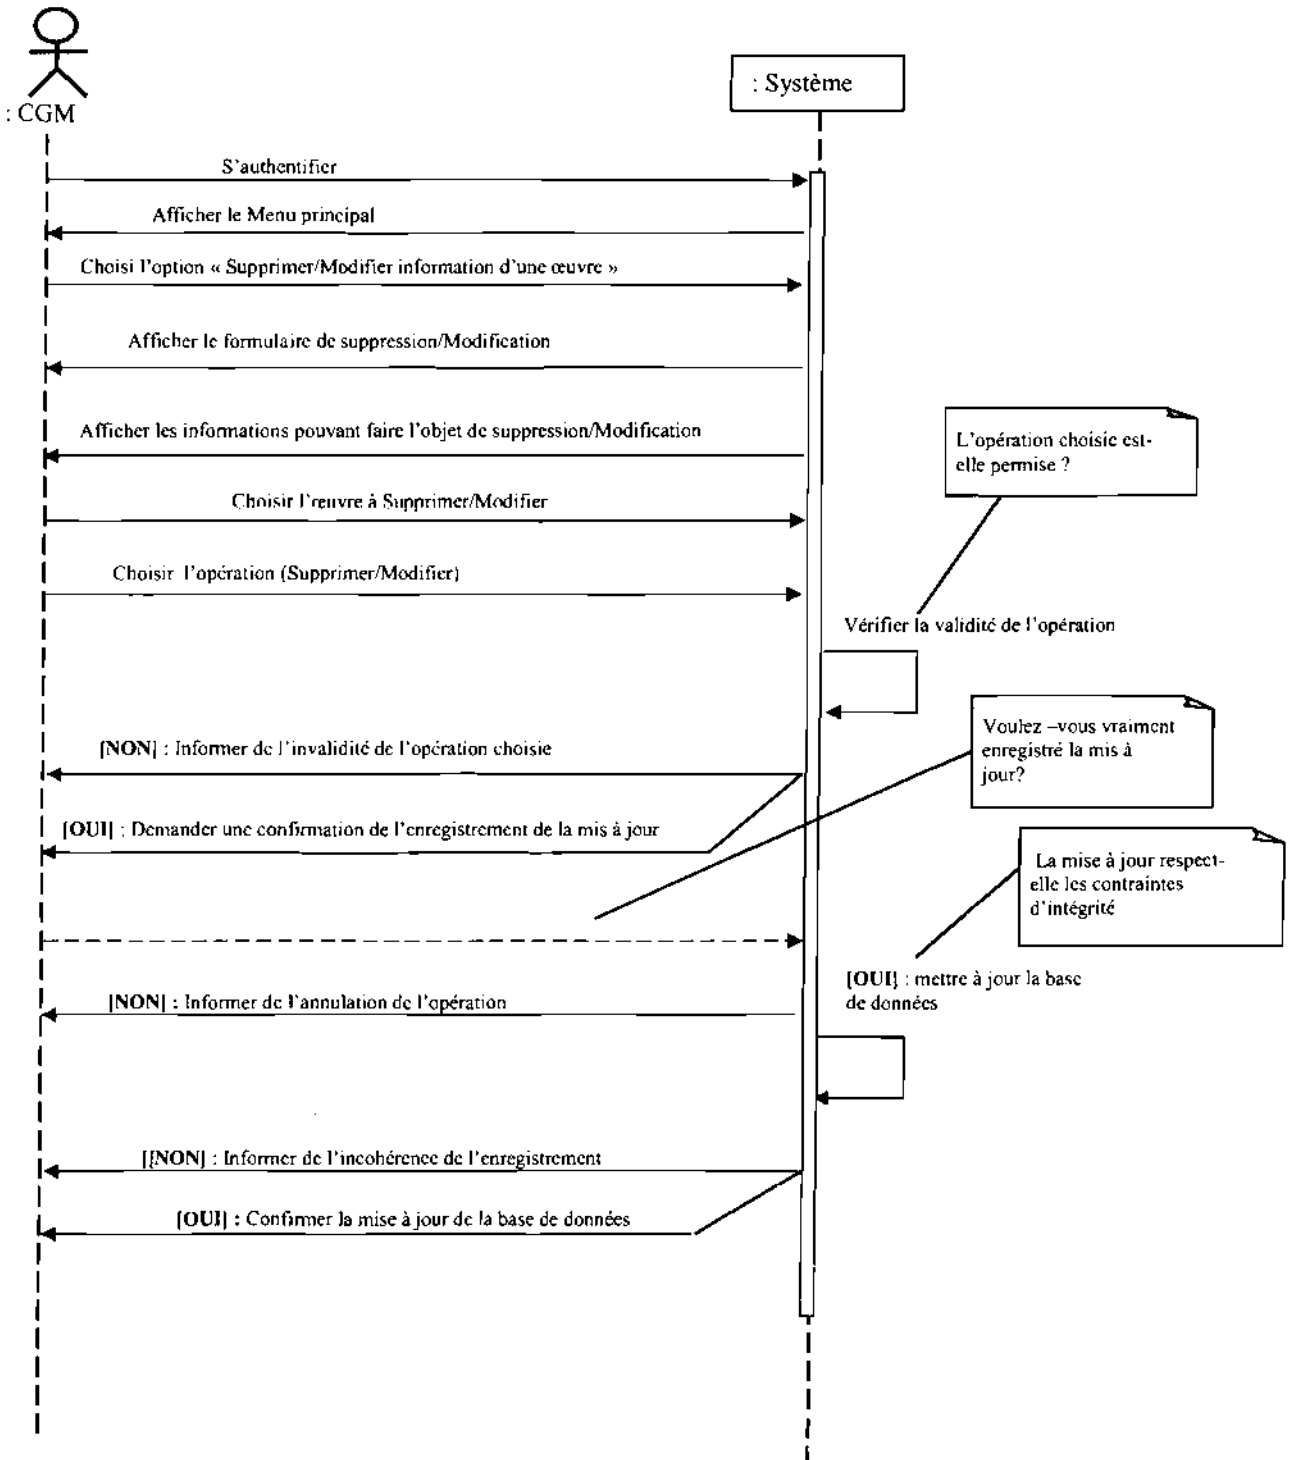 : CGM
: Système
S'authentifier
Afficher le Menu principal
Choisi l'option « Supprimer/Modifier information d'une œuvre »
Afficher le formulaire de suppression/Modification
Afficher les informations pouvant faire l'objet de suppression/Modification
L'opération choisie est-
elle permise ?
Choisir l'œuvre à Supprimer/Modifier
Choisir l'opération (Supprimer/Modifier)
Vérifier la validité de l'opération
Voulez –vous vraiment
enregistré la mis à
jour?
[NON] : Informer de l'invalidité de l'opération choisie
[OUI] : Demander une confirmation de l'enregistrement de la mis à jour
La mise à jour respect-
elle les contraintes
d'intégrité
[OUI] : mettre à jour la base
de données
[NON] : Informer de l'annulation de l'opération
[[NON] : Informer de l'incohérence de l'enregistrement
[OUI] : Confirmer la mise à jour de la base de données